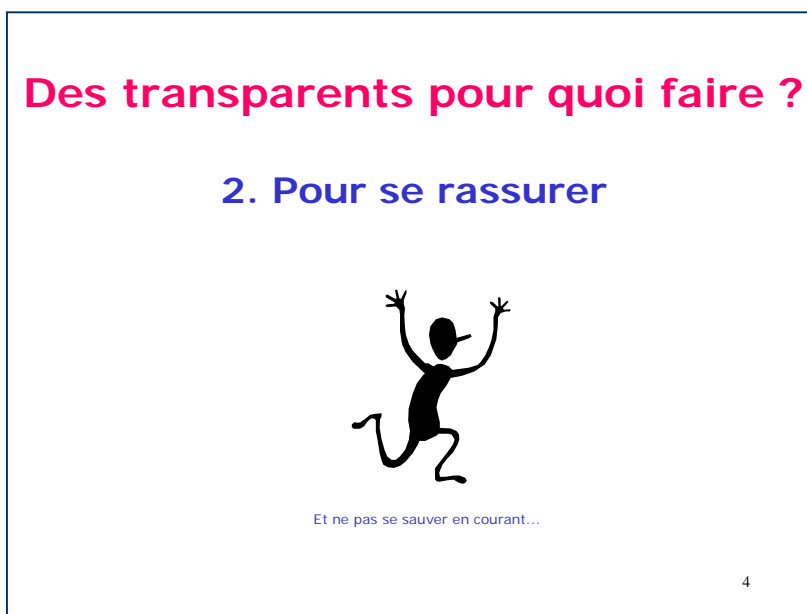 Des transparents pour quoi faire ?
2. Pour se rassurer
Et ne pas se sauver en courant...
4